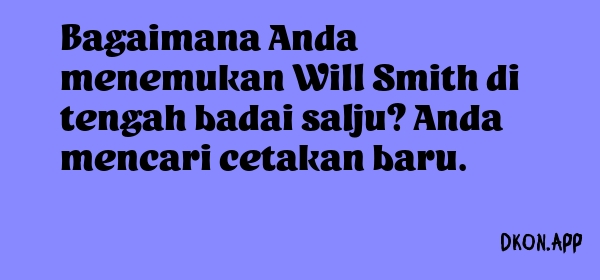 Bagaimana Anda
menemukan Will Smith di
tengah badai salju? Anda
mencari cetakan baru.
DKON.APP